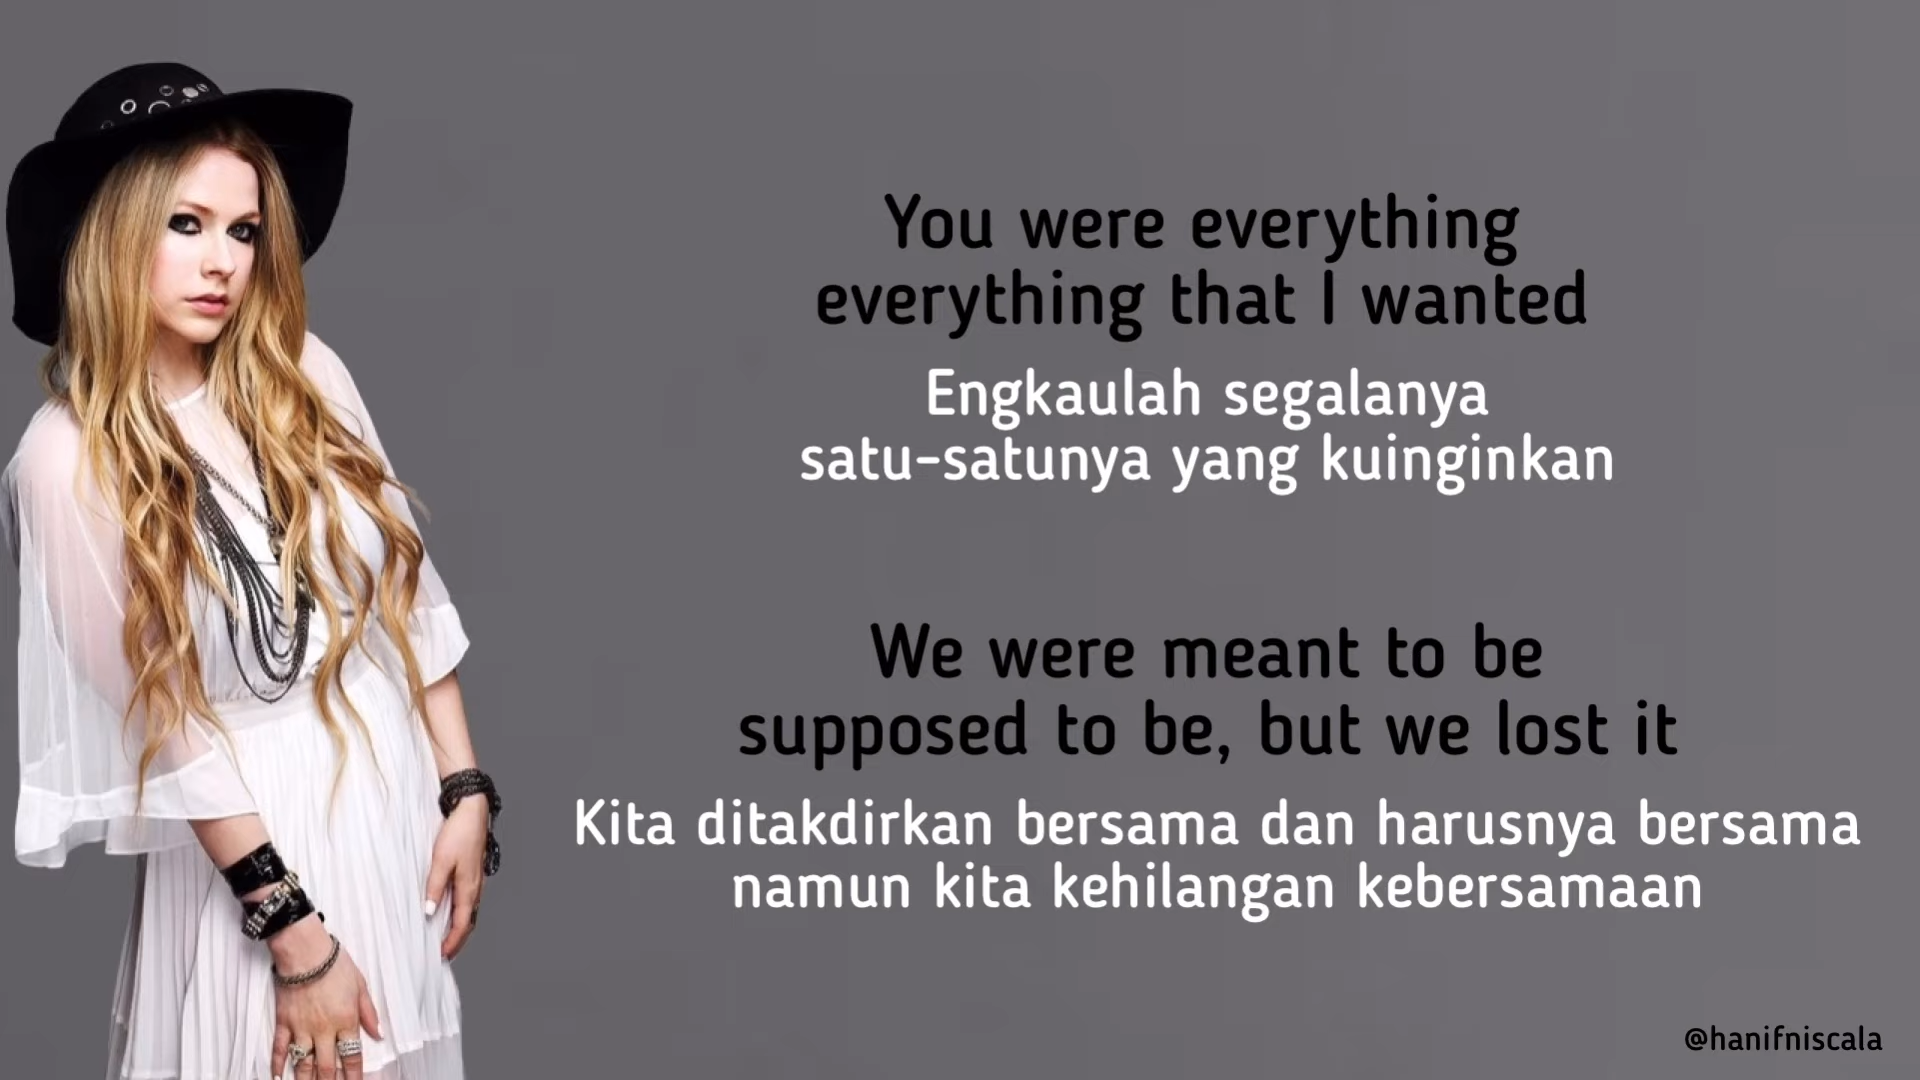 You were everything
everything that I wanted
Engkaulah segalanya
satu-satunya yang kuinginkan
We were meant to be
supposed to be, but we lost it
Kita ditakdirkan bersama dan harusnya bersama
namun kita kehilangan kebersamaan
@hanifniscala